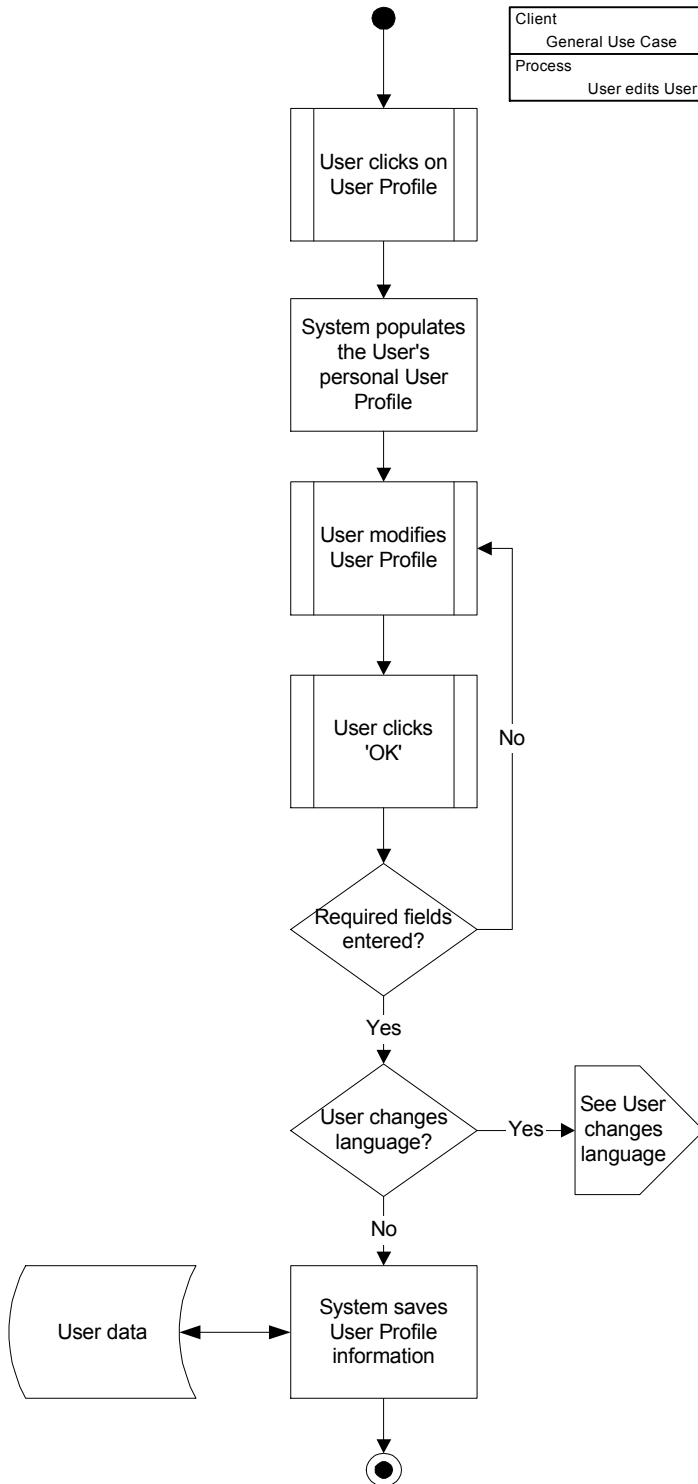 Client
General Use Case
Process
User edits User
User clicks on
User Profile
System populates
the User's
personal User
Profile
User modifies
User Profile
User clicks
'OK'
No
Required fields
entered?
Yes
User changes
language?
Yes
See User
changes
language
No
User data
System saves
User Profile
information